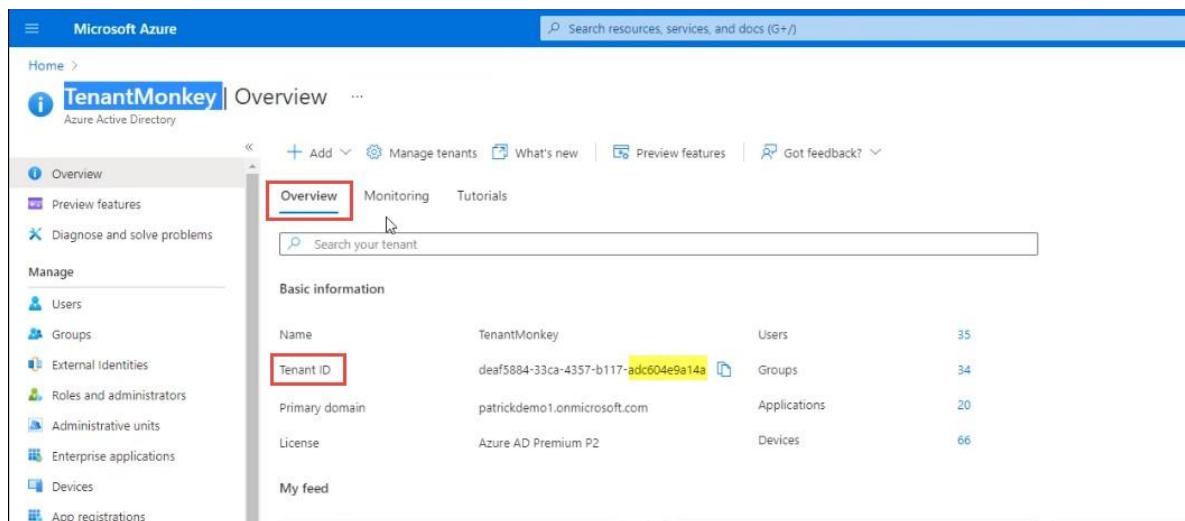 Microsoft Azure
Search resources, services, and docs (G+/)
Home >
TenantMonkey | Overview ...
Azure Active Directory
«
+ Add Manage tenants What's new Preview features Got feedback?
Overview
Preview features
Diagnose and solve problems
Manage
Users
Groups
External Identities
Roles and administrators
Administrative units
Enterprise applications
Devices
App registrations
Overview Monitoring Tutorials
Search your tenant
Basic information
Name TenantMonkey Users 35
Tenant ID deaf5884-33ca-4357-b117-adc604e9a14a Groups 34
Primary domain patrickdemo1.onmicrosoft.com Applications 20
License Azure AD Premium P2 Devices 66
My feed